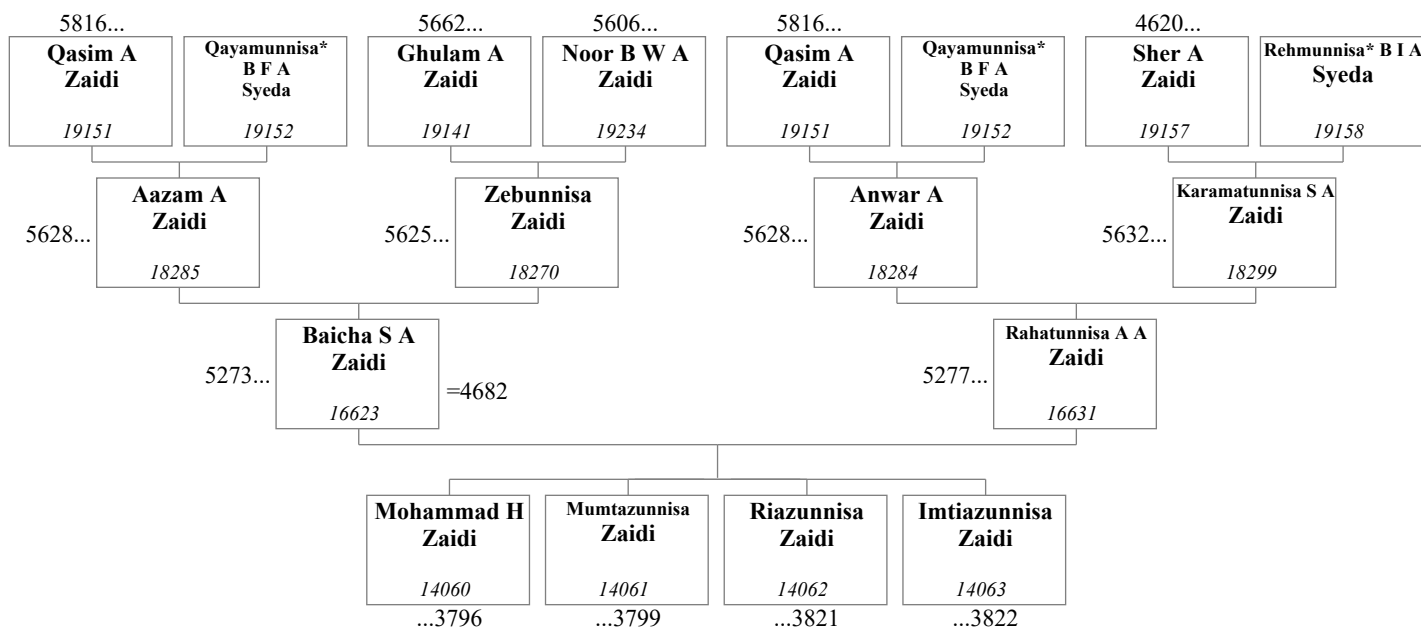 5816...
5662...
5606...
5816...
4620...
Qasim A
Zaidi
19151
Qayamunnisa*
B F A
Syeda
19152
Ghulam A
Zaidi
19141
Noor B W A
Zaidi
19234
Qasim A
Zaidi
19151
Qayamunnisa*
B F A
Syeda
19152
Sher A
Zaidi
19157
Rehmunnisa* B I A
Syeda
19158
5628...
Aazam A
Zaidi
18285
5625...
Zebunnisa
Zaidi
18270
5628...
Anwar A
Zaidi
18284
5632...
Karamatunnisa S A
Zaidi
18299
5273...
Baicha S A
Zaidi
16623
=4682
5277...
Rahatunnisa A A
Zaidi
16631
Mohammad H
Zaidi
14060
...3796
Mumtazunnisa
Zaidi
14061
...3799
Riazunnisa
Zaidi
14062
...3821
Imtiazunnisa
Zaidi
14063
...3822